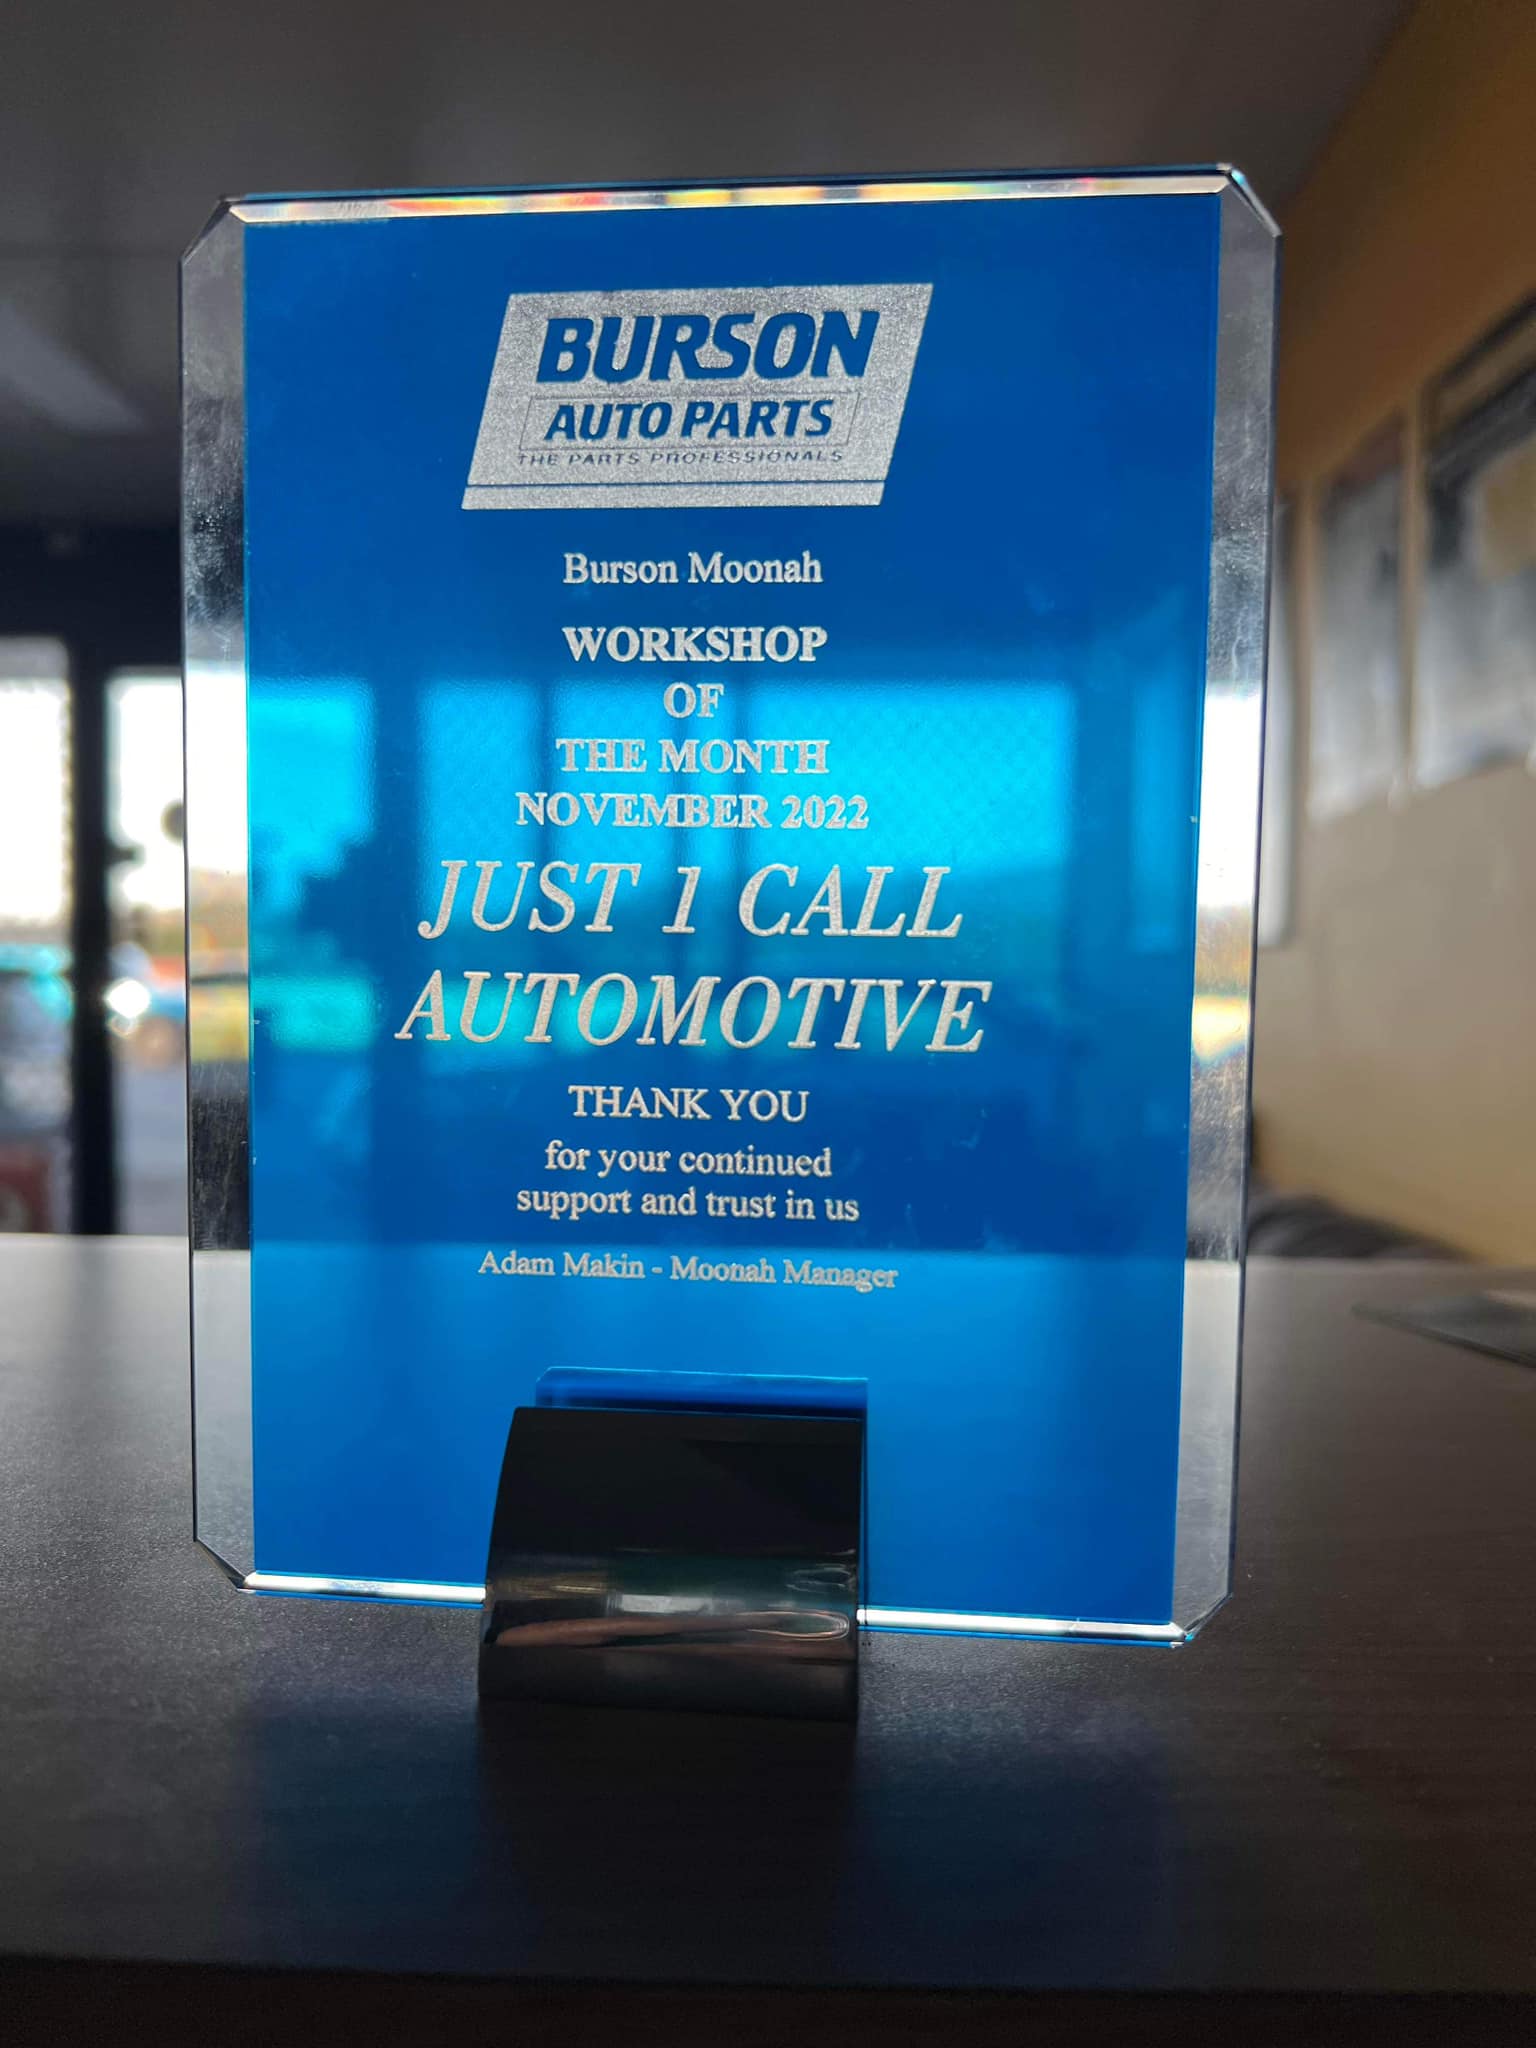 BURSON
AUTO PARTS
THE PARTS PROFESSIONALS
Burson Moonah
WORKSHOP
OF
THE MONTH
NOVEMBER 2022
JUST 1 CALL
AUTOMOTIVE
THANK YOU
for your continued
support and trust in us
Adam Makin - Moonah Manager